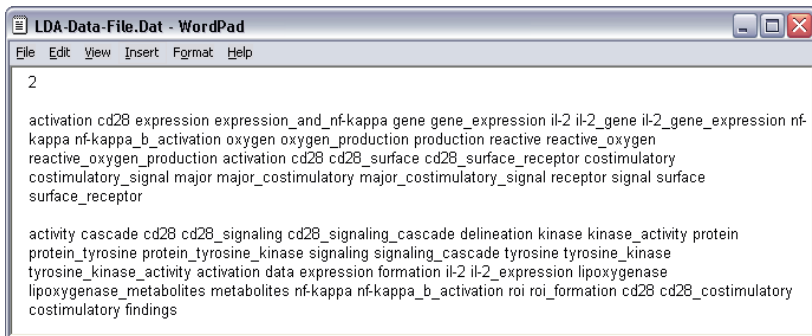 LDA-Data-File.Dat - WordPad
File Edit View Insert Format Help
2
activation cd28 expression expression_and_nf-kappa gene gene_expression il-2 il-2_gene il-2_gene_expression nf-
kappa nf-kappa_b_activation oxygen oxygen_production production reactive reactive_oxygen
reactive_oxygen_production activation cd28 cd28_surface cd28_surface_receptor costimulatory
costimulatory_signal major major_costimulatory major_costimulatory_signal receptor signal surface
surface_receptor
activity cascade cd28 cd28_signaling cd28_signaling_cascade delineation kinase kinase_activity protein
protein_tyrosine protein_tyrosine_kinase signaling signaling_cascade tyrosine tyrosine_kinase
tyrosine_kinase_activity activation data expression formation il-2 il-2_expression lipoxygenase
lipoxygenase_metabolites metabolites nf-kappa nf-kappa_b_activation roi roi_formation cd28 cd28_costimulatory
costimulatory findings